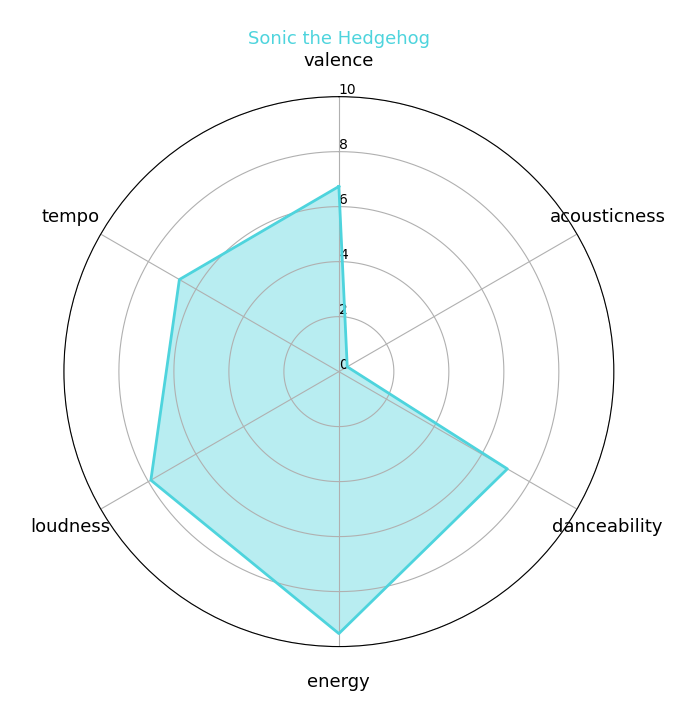 Sonic the Hedgehog
valence
10
8
tempo
acousticness
6
4
2
0
loudness
danceability
energy